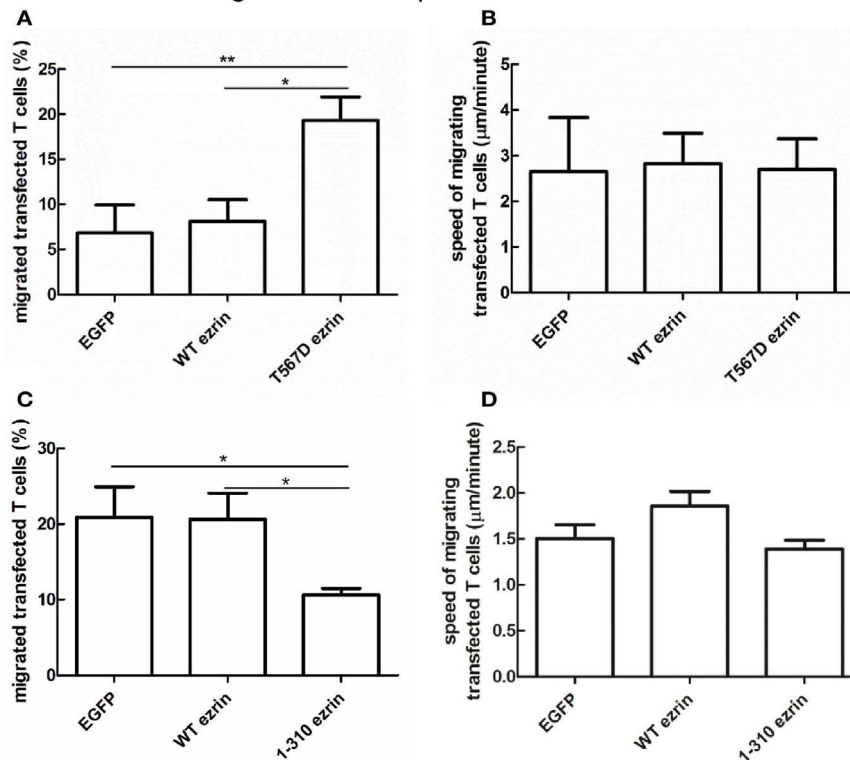 A
migrated transfected T cells (%)
25
20
15
10
5
0
**
*
EGFP
WT ezrin
T567D ezrin
B
speed of migrating
transfected T cells (μm/minute)
5
4
3
2
1
0
EGFP
WT ezrin
T567D ezrin
C
migrated transfected T cells (%)
30
20
10
0
*
*
EGFP
WT ezrin
1-310 ezrin
D
speed of migrating
transfected T cells (μm/minute)
2.5
2.0
1.5
1.0
0.5
0.0
EGFP
WT ezrin
1-310 ezrin